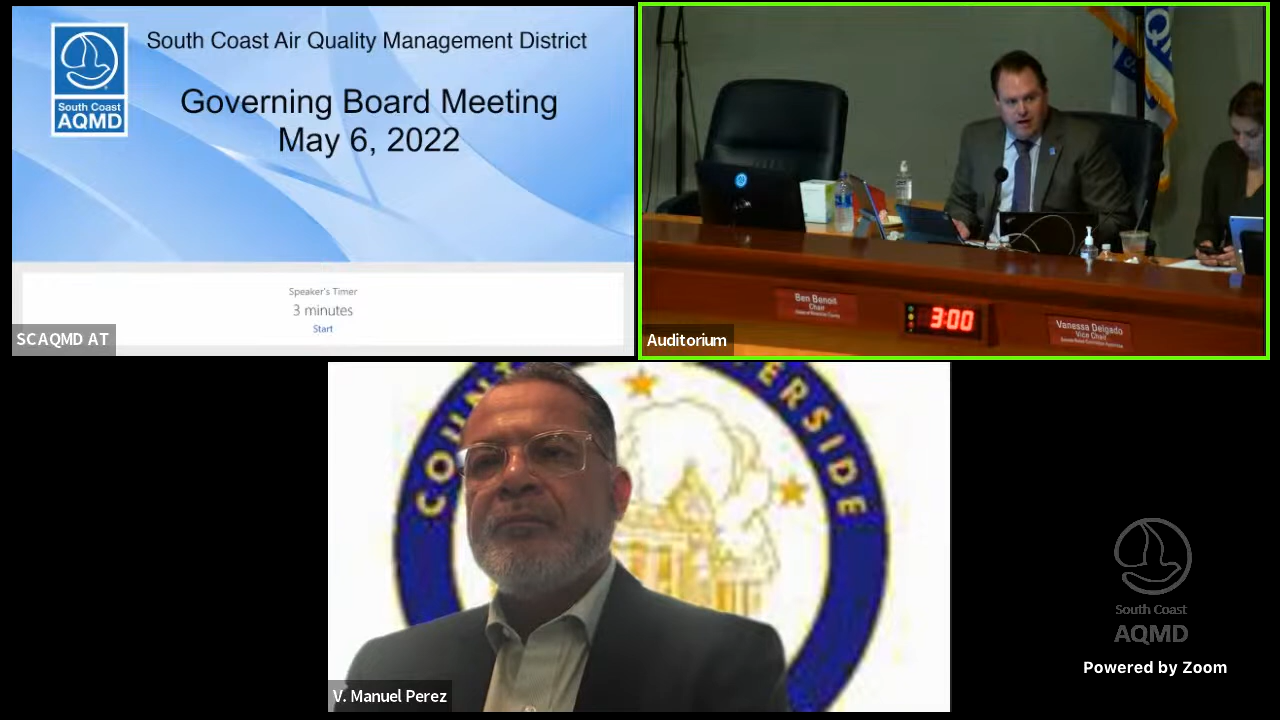 South Coast Air Quality Management District
Governing Board Meeting
May 6, 2022
South Coast
AQMD
Speaker's Timer
3 minutes
Start
SCAQMD AT
Ben Benoit
Chair
3:00
Vanessa Delgado
Vice Chair
Auditorium
COUNT
ERSIDE
V. Manuel Perez
South Coast
AQMD
Powered by Zoom